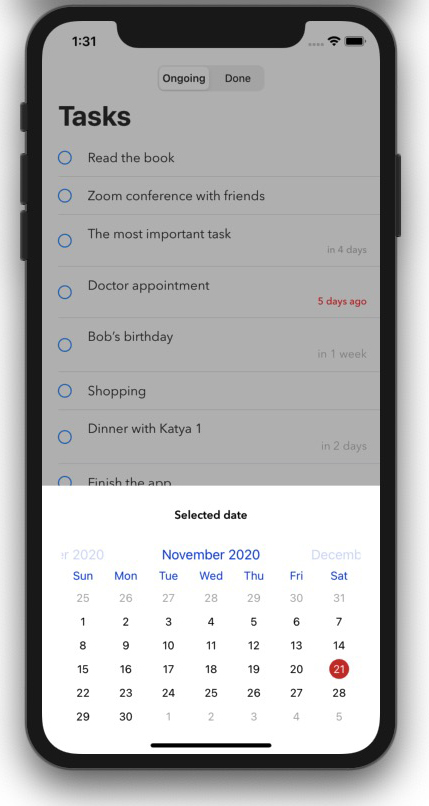 1:31
Ongoing Done
Tasks
Read the book
Zoom conference with friends
The most important task
in 4 days
Doctor appointment
5 days ago
Bob's birthday
in 1 week
Shopping
Dinner with Katya 1
in 2 days
Finish the app
Selected date
er 2020 November 2020 Decemb
Sun Mon Tue Wed Thu Fri Sat
25 26 27 28 29 30 31
1 2 3 4 5 6 7
8 9 10 11 12 13 14
15 16 17 18 19 20 21
22 23 24 25 26 27 28
29 30 1 2 3 4 5